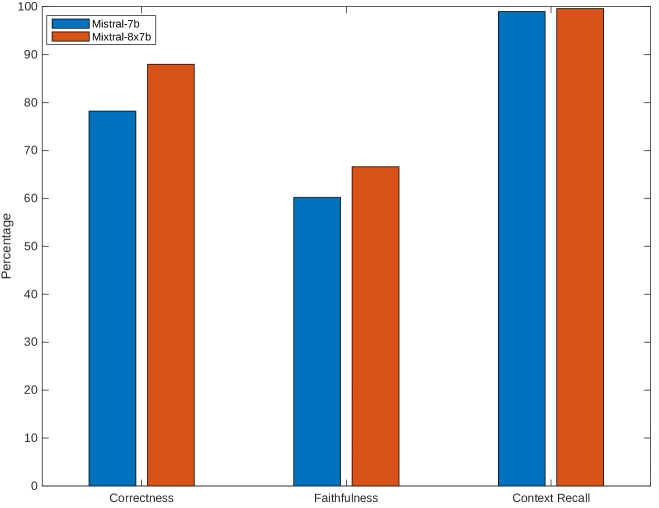 Mistral-7b
Mixtral-8x7b
100
90
80
70
60
50
40
30
20
10
0
Percentage
Correctness
Faithfulness
Context Recall